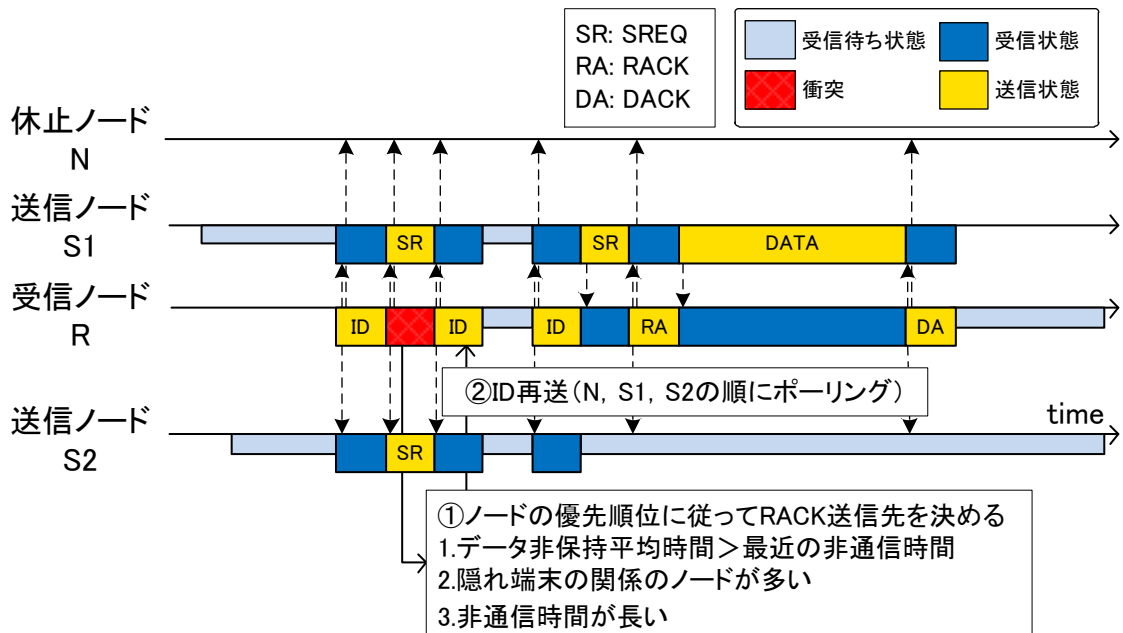 SR: SREQ
RA: RACK
DA: DACK
受信待ち状態
受信状態
衝突
送信状態
休止ノード
N
送信ノード
S1
SR
SR
DATA
受信ノード
R
ID
ID
ID
RA
DA
②ID再送(N, S1, S2の順にポーリング)
time
送信ノード
S2
SR
①ノードの優先順位に従ってRACK送信先を決める
1.データ非保持平均時間>最近の非通信時間
2.隠れ端末の関係のノードが多い
3.非通信時間が長い